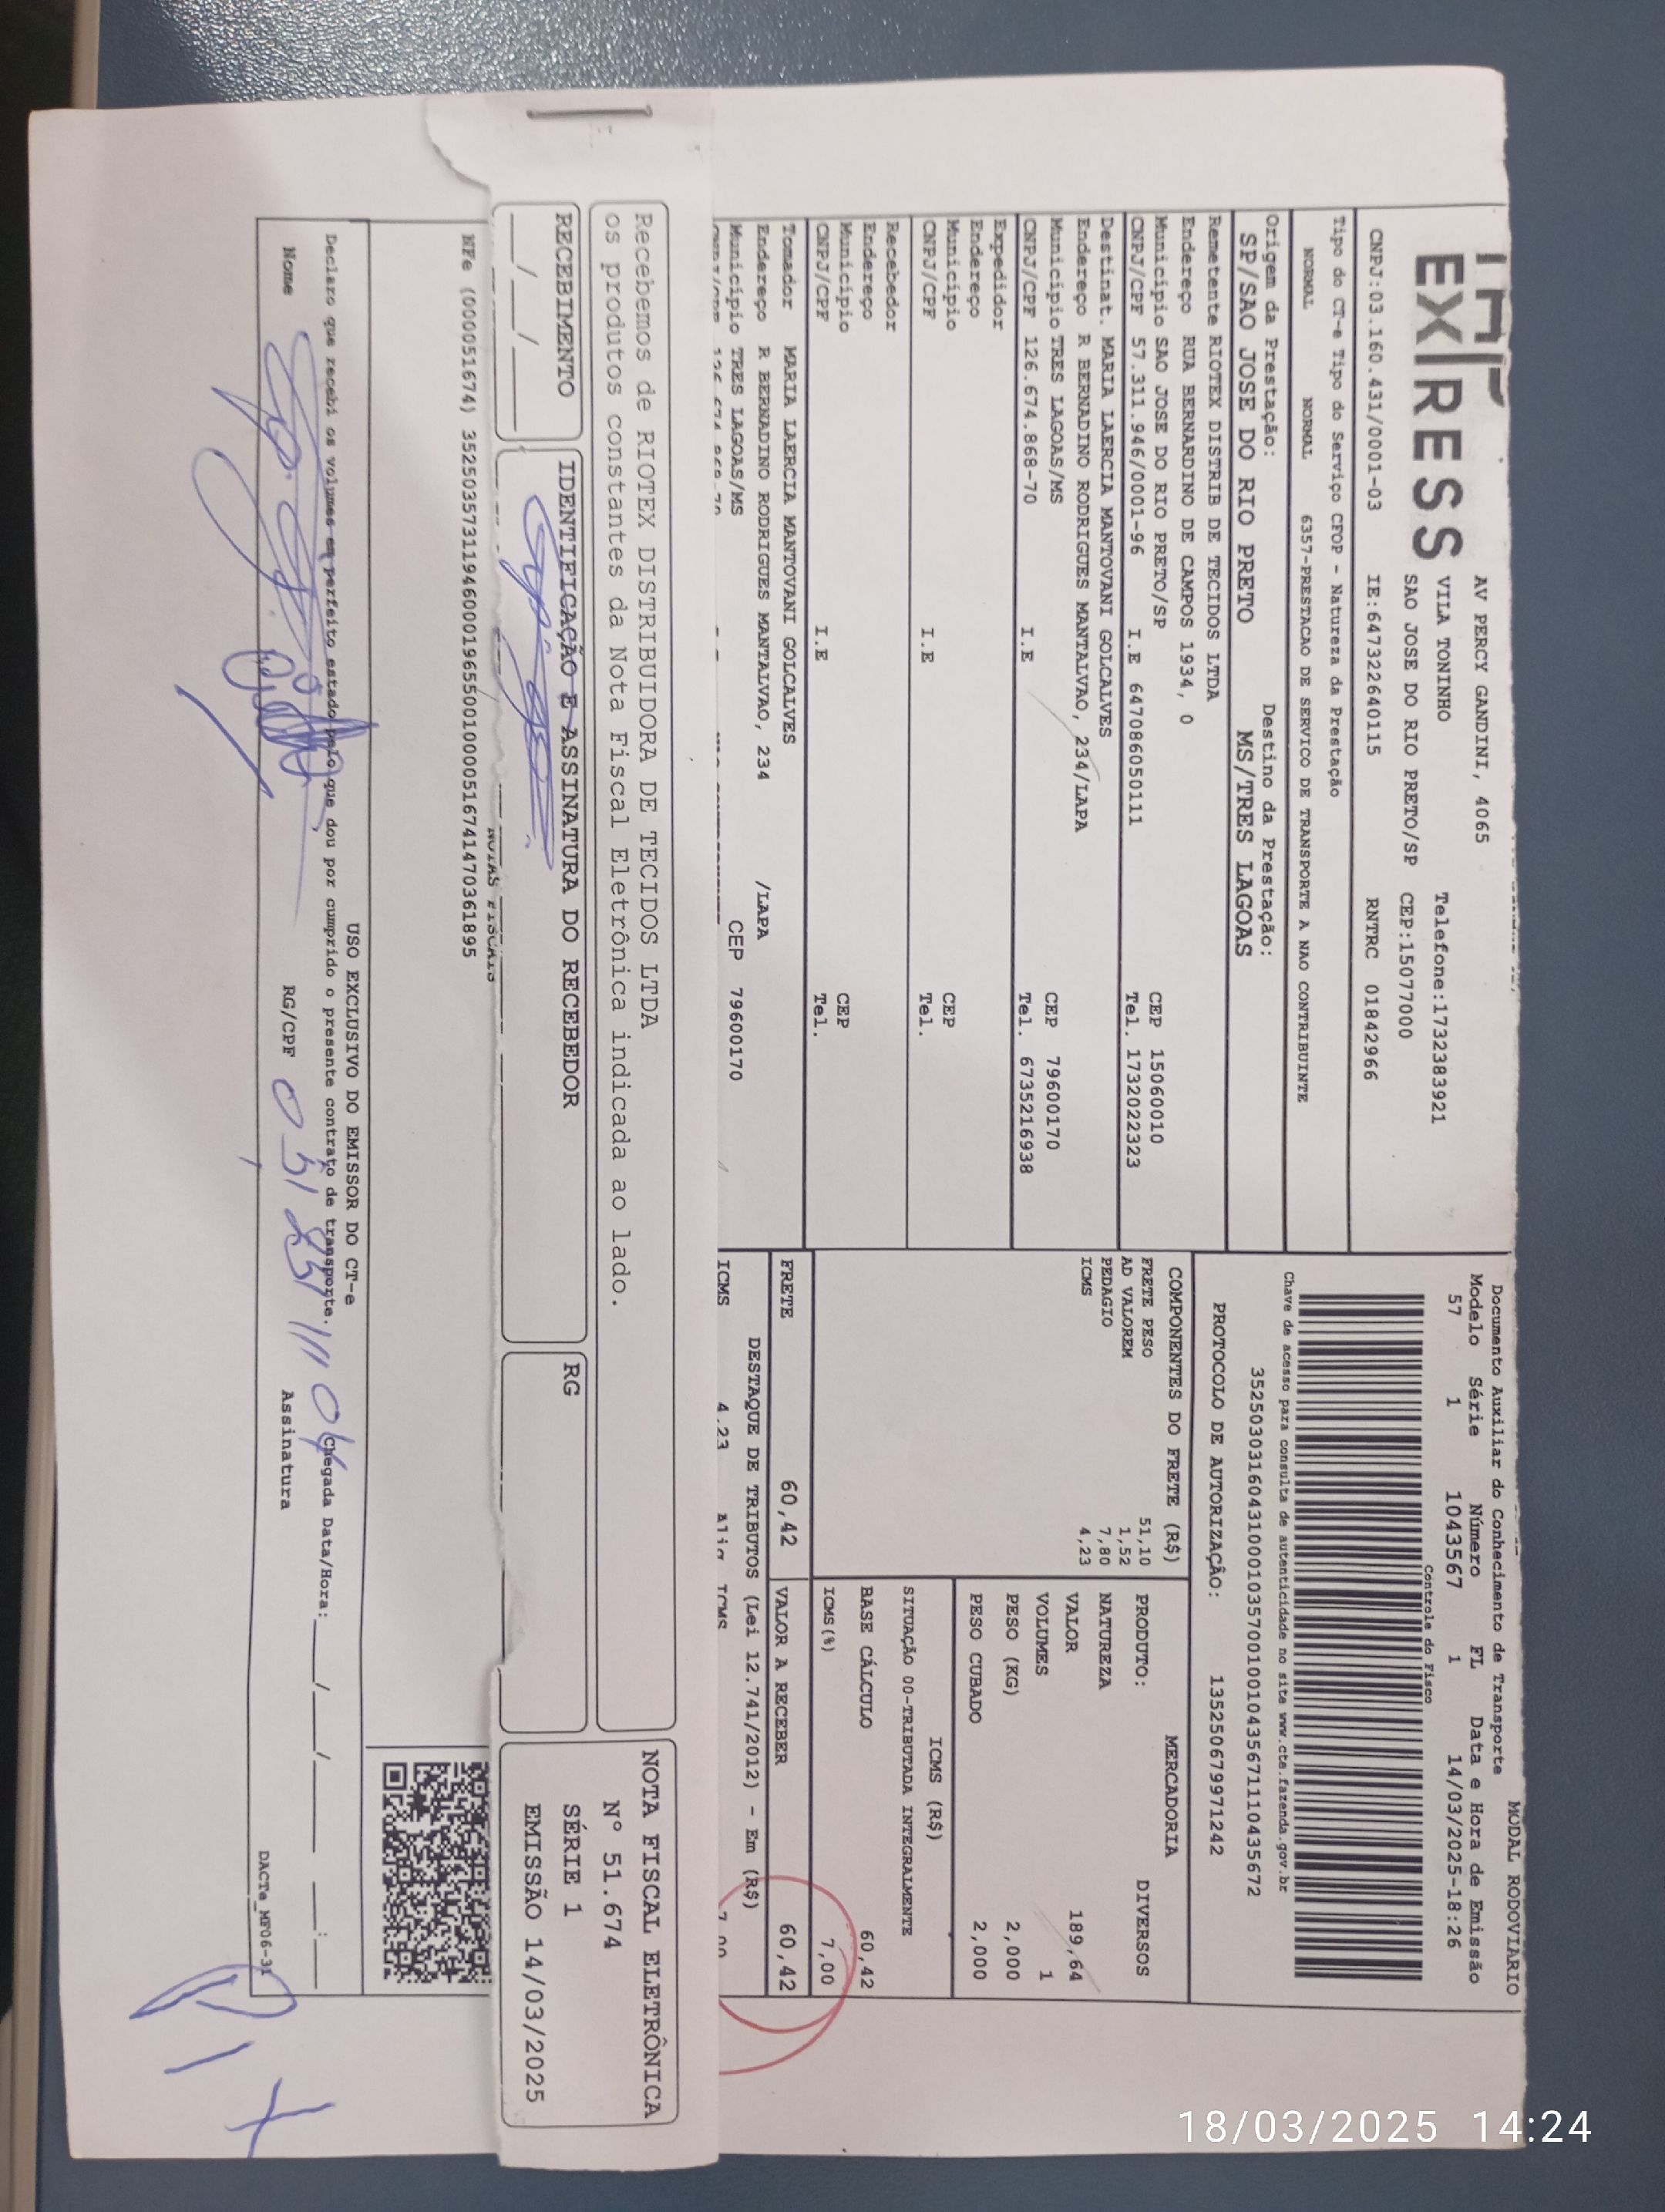 EXPRESS
AV PERCY GANDINI, 4065
VILA TONINHO
Telefone:1732383921
SAO JOSE DO RIO PRETO/SP CEP:15077000
CNPJ:03.160.431/0001-03 IE:647322640115 RNTRC 01842966
Tipo do CT-e Tipo do Serviço CFOP - Natureza da Prestação
NORMAL NORMAL 6357-PRESTACAO DE SERVICO DE TRANSPORTE A NAO CONTRIBUINTE
Origem da Prestação: Destino da Prestação:
SP/SAO JOSE DO RIO PRETO MS/TRES LAGOAS
Remetente RIOTEX DISTRIB DE TECIDOS LTDA
Endereço RUA BERNARDINO DE CAMPOS 1934, 0
Município SAO JOSE DO RIO PRETO/SP CEP 15060010
CNPJ/CPF 57.311.946/0001-96 I.E 647086050111 Tel. 1732022323
Destinat. MARIA LAERCIA MANTOVANI GOLCALVES
Endereço R BERNADINO RODRIGUES MANTALVAO, 234/LAPA
Município TRES LAGOAS/MS CEP 79600170
CNPJ/CPF 126.674.868-70 I.E Tel. 6735216938
Expedidor
Endereço
Município CEP
CNPJ/CPF I.E Tel.
Recebedor
Endereço
Município CEP
CNPJ/CPF I.E Tel.
Tomador MARIA LAERCIA MANTOVANI GOLCALVES
Endereço R BERNADINO RODRIGUES MANTALVAO, 234 /LAPA
Município TRES LAGOAS/MS CEP 79600170
MODAL RODOVIÁRIO
Documento Auxiliar do Conhecimento de Transporte
Modelo Série Número FL Data e Hora de Emissão
57 1 1043567 1 14/03/2025-18:26
Controle do Fisco
Chave de acesso para consulta de autenticidade no site www.cte.fazenda.gov.br
35250303160431000103570010010435671110435672
PROTOCOLO DE AUTORIZAÇÃO: 135250679971242
COMPONENTES DO FRETE (R$)
FRETE PESO 51,10
AD VALOREM 1,52
PEDAGIO 7,80
ICMS 4,23
MERCADORIA
PRODUTO: DIVERSOS
NATUREZA
VALOR 189,64
VOLUMES 1
PESO (KG) 2,000
PESO CUBADO 2,000
ICMS (R$)
SITUAÇÃO 00-TRIBUTADA INTEGRALMENTE
BASE CÁLCULO 60,42
ICMS(%) 7,00
FRETE 60,42 VALOR A RECEBER 60,42
DESTAQUE DE TRIBUTOS (Lei 12.741/2012) - Em (R$)
ICMS 4.23 Aliq ICMS 7,00
Recebemos de RIOTEX DISTRIBUIDORA DE TECIDOS LTDA
os produtos constantes da Nota Fiscal Eletrônica indicada ao lado.
RECEBIMENTO
___/___/_____
IDENTIFICAÇÃO E ASSINATURA DO RECEBEDOR
RG
NOTA FISCAL ELETRÔNICA
N° 51.674
SÉRIE 1
EMISSÃO 14/03/2025
NOTAS FISCAIS
NFe (000051674) 35250357311946000196550010000516741470361895
USO EXCLUSIVO DO EMISSOR DO CT-e
Declaro que recebi os volumes em perfeito estado pelo que dou por cumprido o presente contrato de transporte. Chegada Data/Hora:___/___/_____ ___:___
Nome RG/CPF Assinatura
DACTe_MF06-31
18/03/2025 14:24